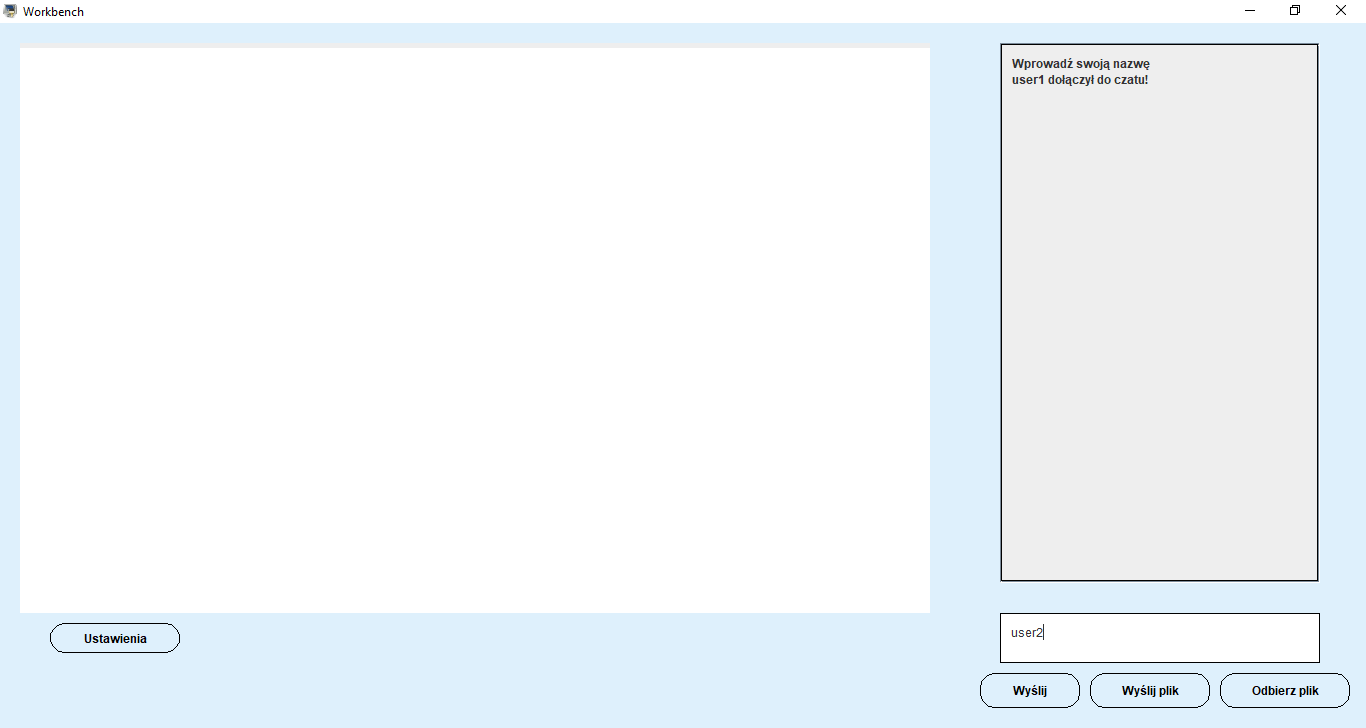 Workbench
Wprowadź swoją nazwę
user1 dołączył do czatu!
user2
Ustawienia
Wyślij
Wyślij plik
Odbierz plik